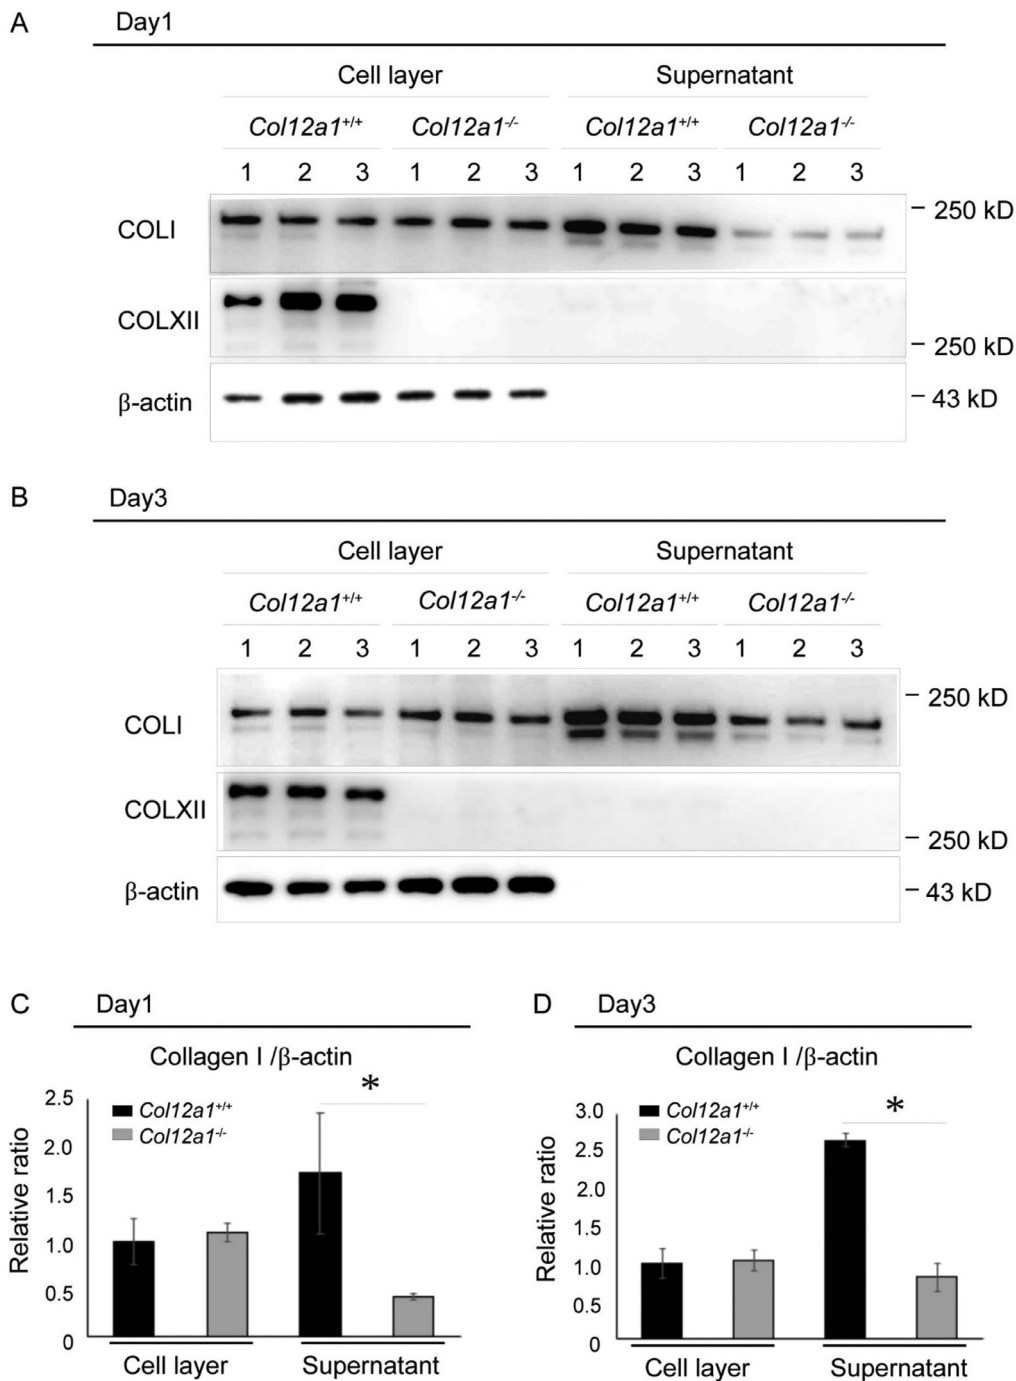 A Day1
Cell layer Supernatant
Col12a1+/+ Col12a1-/- Col12a1+/+ Col12a1-/-
1 2 3 1 2 3 1 2 3 1 2 3
COLI – 250 kD
COLXII – 250 kD
β-actin – 43 kD
B Day3
Cell layer Supernatant
Col12a1+/+ Col12a1-/- Col12a1+/+ Col12a1-/-
1 2 3 1 2 3 1 2 3 1 2 3
COLI – 250 kD
COLXII – 250 kD
β-actin – 43 kD
C Day1
Collagen I /β-actin
*
Col12a1+/+
Col12a1-/-
Relative ratio
2.5
2.0
1.5
1.0
0.5
0
Cell layer Supernatant
D Day3
Collagen I /β-actin
*
Col12a1+/+
Col12a1-/-
Relative ratio
3.0
2.5
2.0
1.5
1.0
0.5
0
Cell layer Supernatant